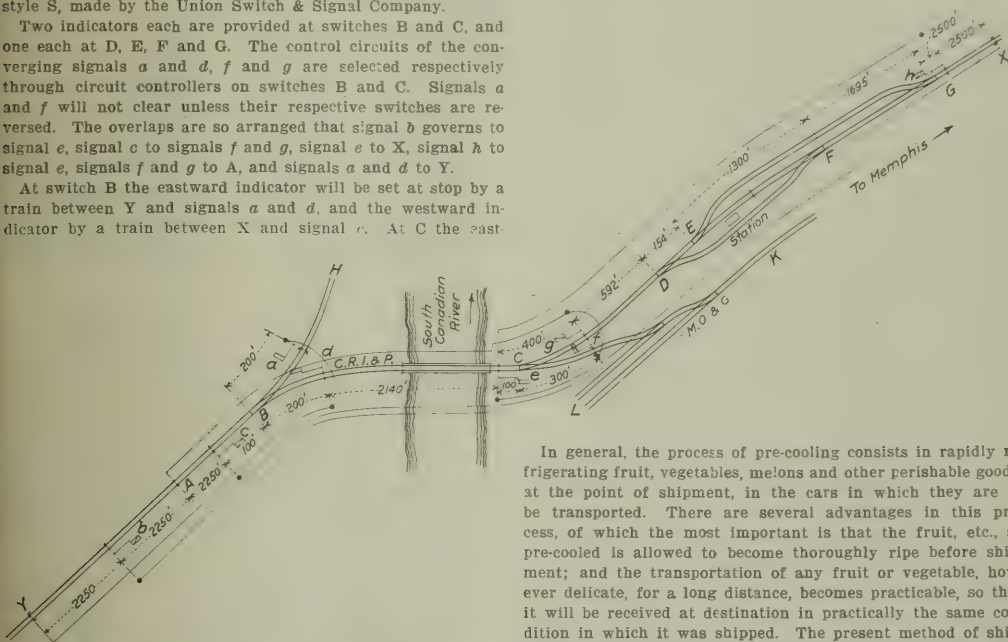 style S, made by the Union Switch & Signal Company.
Two indicators each are provided at switches B and C, and
one each at D, E, F and G. The control circuits of the con-
verging signals a and d, f and g are selected respectively
through circuit controllers on switches B and C. Signals a
and f will not clear unless their respective switches are re-
versed. The overlaps are so arranged that signal b governs to
signal e, signal c to signals f and g, signal e to X, signal h to
signal e, signals f and g to A, and signals a and d to Y.
At switch B the eastward indicator will be set at stop by a
train between Y and signals a and d, and the westward in-
dicator by a train between X and signal c. At C the east-
2500'
2500'
X
h
G
1695'
F
1300'
To Memphis
E
Station
154'
D
592'
K
M.O & G
H
South
Canadian
River
400'
g
f
200'
a
d
C.R.I.& P.
C
e
100'
300'
L
B
200'
2140'
c
100'
2250'
A
2250'
b
2250'
Y
In general, the process of pre-cooling consists in rapidly
frigerating fruit, vegetables, melons and other perishable good
at the point of shipment, in the cars in which they are
be transported. There are several advantages in this pr
cess, of which the most important is that the fruit, etc.,
pre-cooled is allowed to become thoroughly ripe before shi
ment; and the transportation of any fruit or vegetable, ho
ever delicate, for a long distance, becomes practicable, so th
it will be received at destination in practically the same co
dition in which it was shipped. The present method of shi